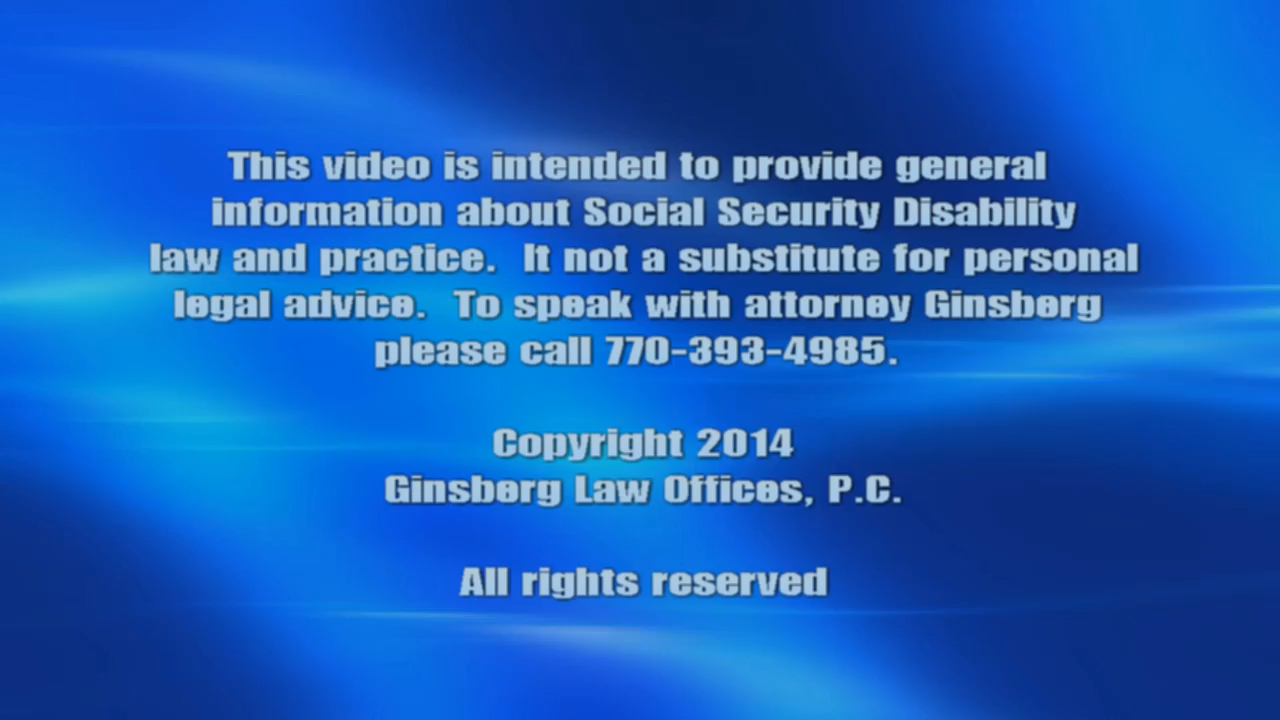 This video is intended to provide general
information about Social Security Disability
law and practice.  It not a substitute for personal
legal advice.  To speak with attorney Ginsberg
please call 770-393-4985.
Copyright 2014
Ginsberg Law Offices, P.C.
All rights reserved